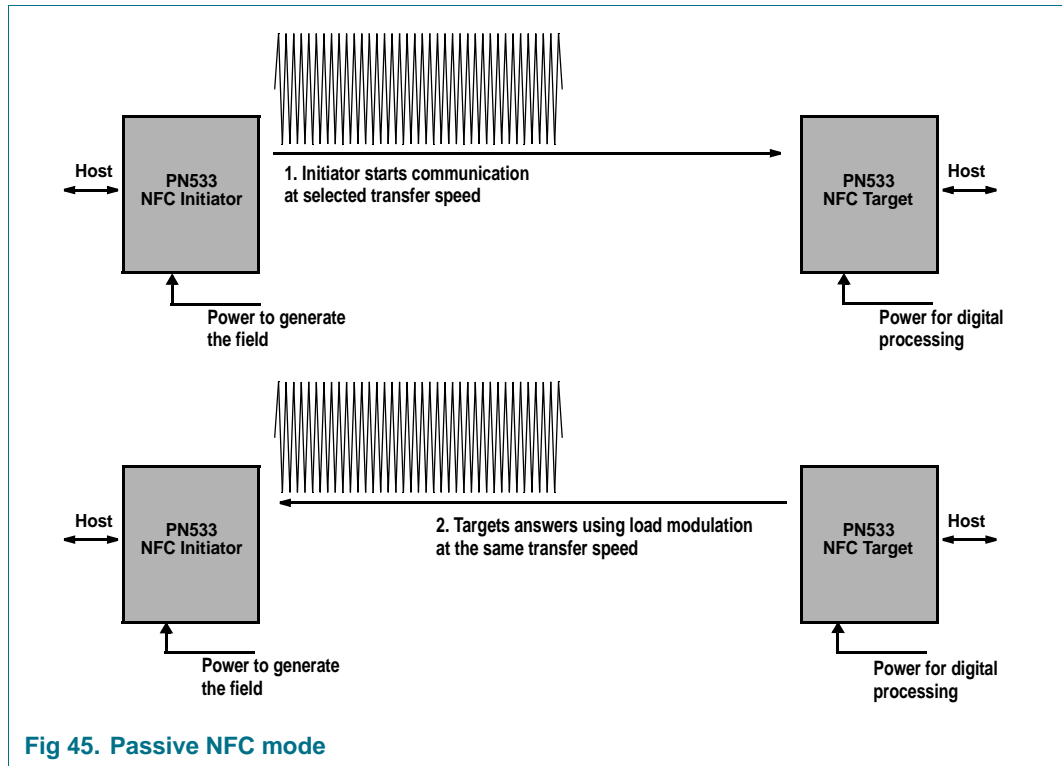 Host
PN533
NFC Initiator
1. Initiator starts communication
at selected transfer speed
PN533
NFC Target
Host
Power to generate
the field
Power for digital
processing
Host
PN533
NFC Initiator
2. Targets answers using load modulation
at the same transfer speed
PN533
NFC Target
Host
Power to generate
the field
Power for digital
processing
Fig 45. Passive NFC mode